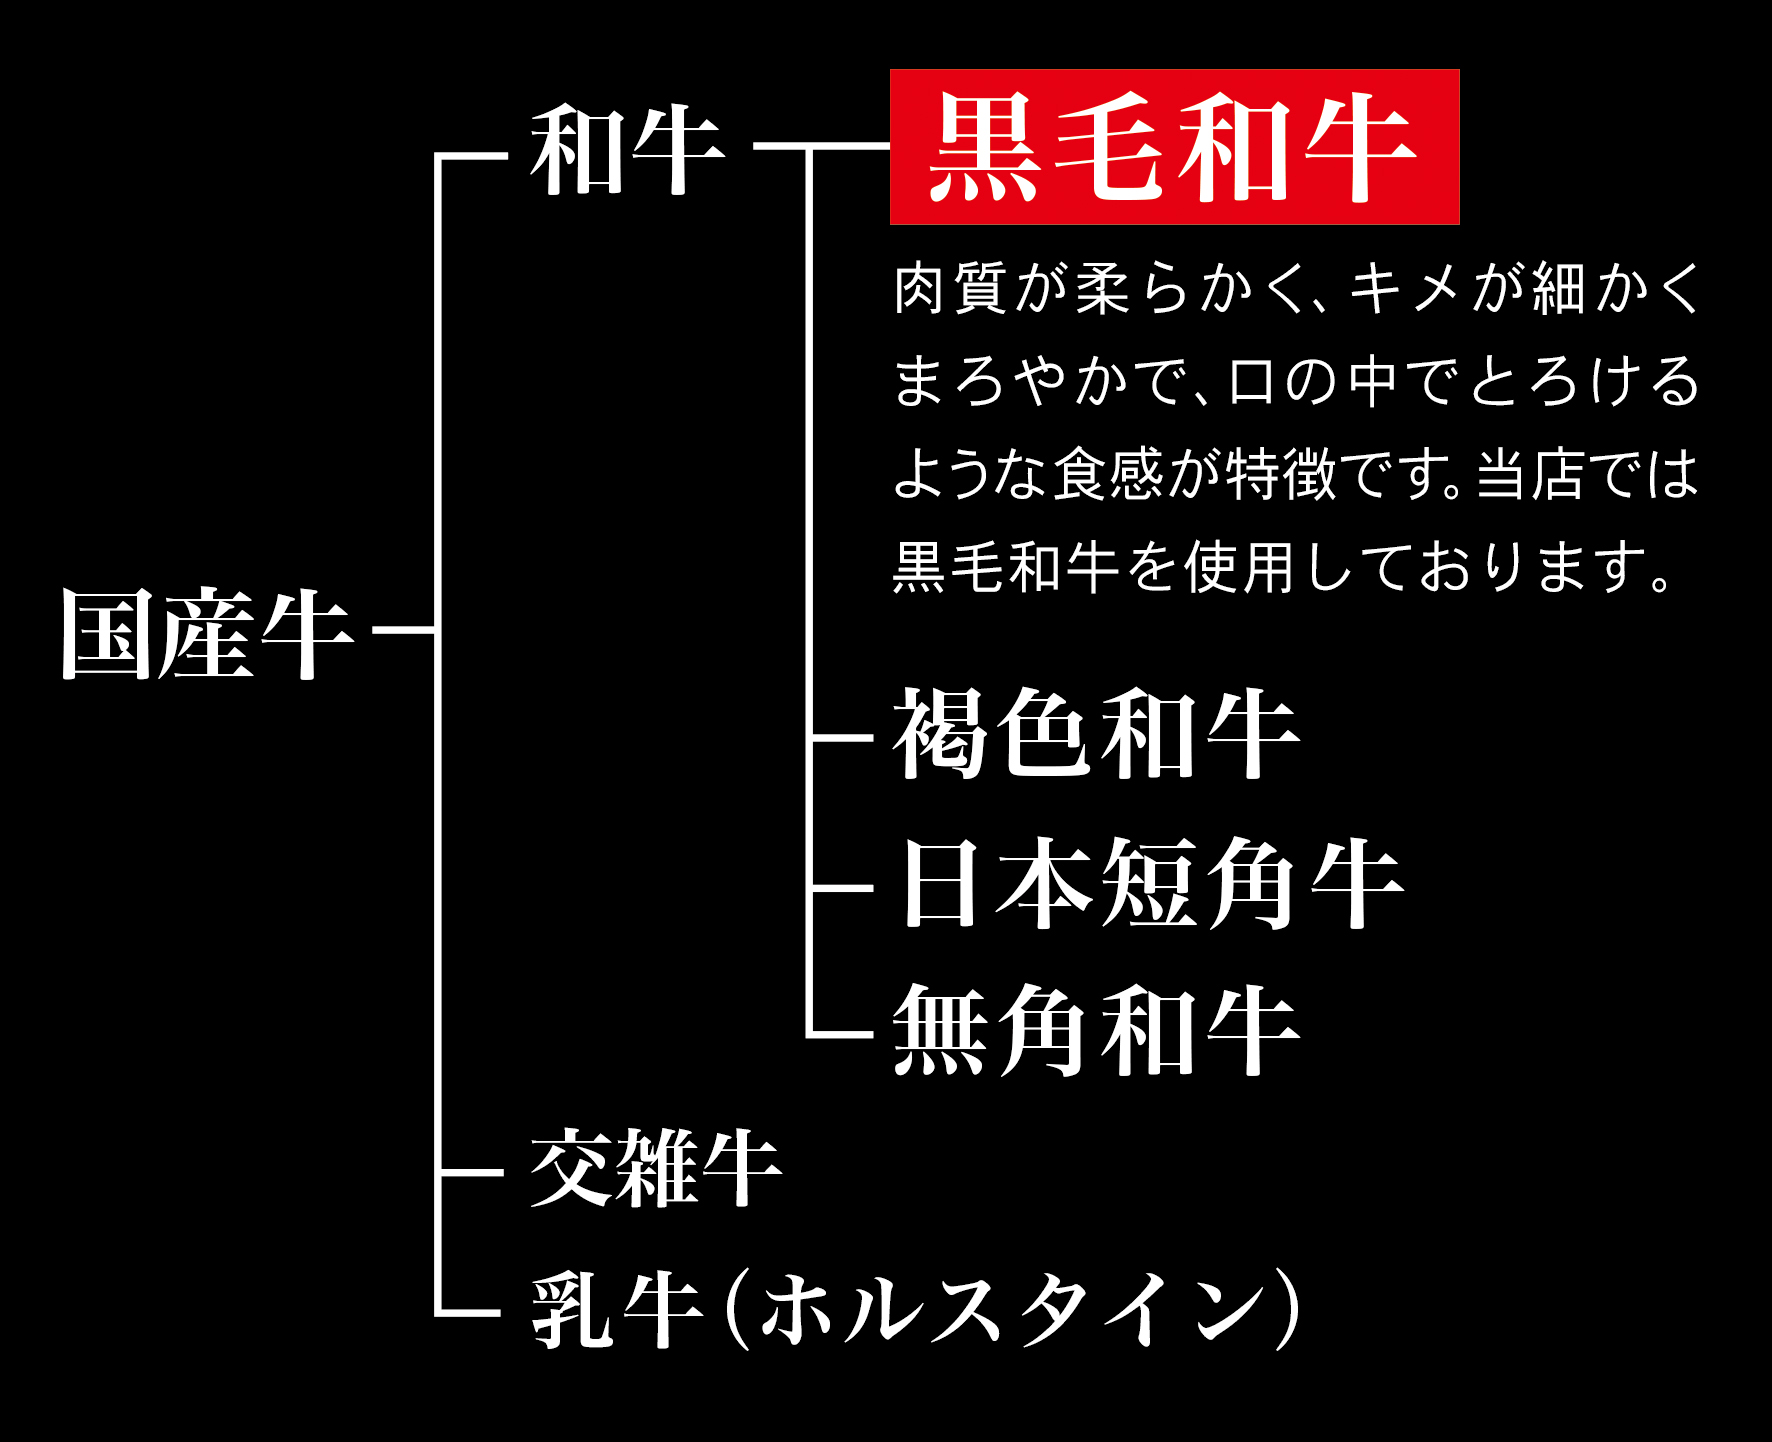 国産牛
和牛
黒毛和牛
肉質が柔らかく、キメが細かく
まろやかで、口の中でとろける
ような食感が特徴です。当店では
黒毛和牛を使用しております。
褐色和牛
日本短角牛
無角和牛
交雑牛
乳牛(ホルスタイン)